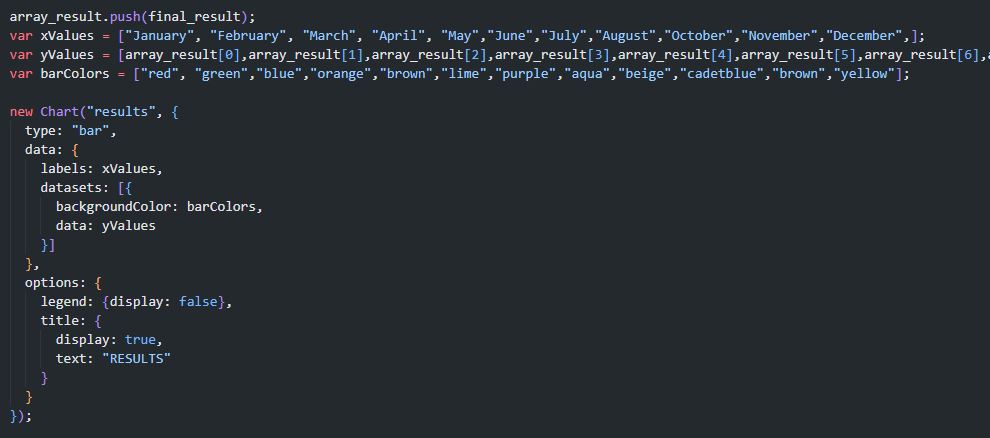 array_result.push(final_result);
var xValues = ["January", "February", "March", "April", "May","June","July","August","October","November","December",];
var yValues = [array_result[0],array_result[1],array_result[2],array_result[3],array_result[4],array_result[5],array_result[6],
var barColors = ["red", "green","blue","orange","brown","lime","purple","aqua","beige","cadetblue","brown","yellow"];
new Chart("results", {
type: "bar",
data: {
labels: xValues,
datasets: [{
backgroundColor: barColors,
data: yValues
}]
},
options: {
legend: {display: false},
title: {
display: true,
text: "RESULTS"
}
}
});